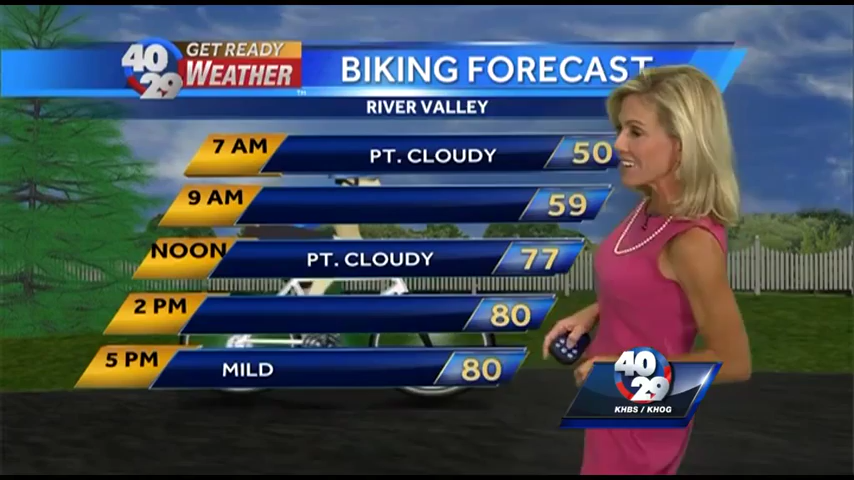 40 29 GET READY WEATHER
BIKING FORECAST
RIVER VALLEY
7 AM PT. CLOUDY 50
9 AM 59
NOON PT. CLOUDY 77
2 PM 80
5 PM MILD 80
40 29
KHBS / KHOG